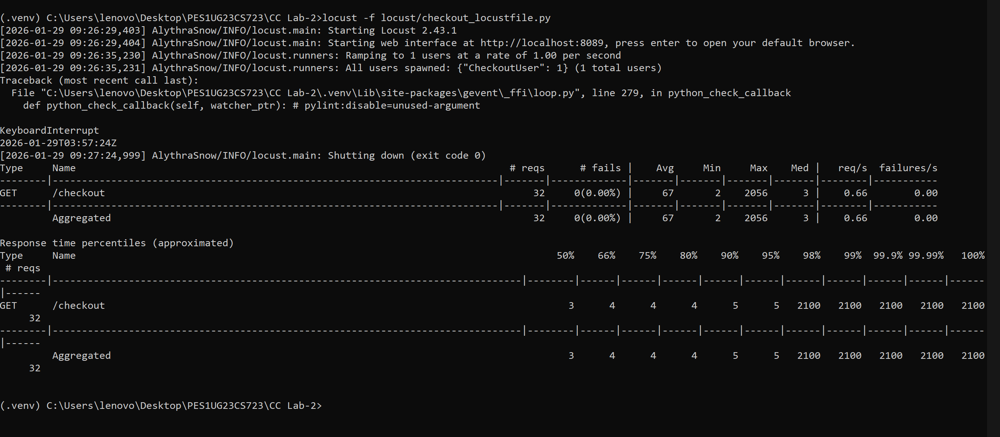 (.venv) C:\Users\lenovo\Desktop\PES1UG23CS723\CC Lab-2>locust -f locust/checkout_locustfile.py
[2026-01-29 09:26:29,403] AlythraSnow/INFO/locust.main: Starting Locust 2.43.1
[2026-01-29 09:26:29,404] AlythraSnow/INFO/locust.main: Starting web interface at http://localhost:8089, press enter to open your default browser.
[2026-01-29 09:26:35,230] AlythraSnow/INFO/locust.runners: Ramping to 1 users at a rate of 1.00 per second
[2026-01-29 09:26:35,231] AlythraSnow/INFO/locust.runners: All users spawned: {"CheckoutUser": 1} (1 total users)
Traceback (most recent call last):
  File "C:\Users\lenovo\Desktop\PES1UG23CS723\CC Lab-2\.venv\Lib\site-packages\gevent\_ffi\loop.py", line 279, in python_check_callback
    def python_check_callback(self, watcher_ptr): # pylint:disable=unused-argument
KeyboardInterrupt
2026-01-29T03:57:24Z
[2026-01-29 09:27:24,999] AlythraSnow/INFO/locust.main: Shutting down (exit code 0)
Type     Name                                                                          # reqs      # fails |    Avg     Min     Max    Med |   req/s  failures/s
--------|----------------------------------------------------------------------------|-------|-------------|-------|-------|-------|-------|--------|-----------
GET      /checkout                                                                         32     0(0.00%) |     67       2    2056      3 |    0.66        0.00
--------|----------------------------------------------------------------------------|-------|-------------|-------|-------|-------|-------|--------|-----------
         Aggregated                                                                        32     0(0.00%) |     67       2    2056      3 |    0.66        0.00
Response time percentiles (approximated)
Type     Name                                                                                  50%    66%    75%    80%    90%    95%    98%    99%  99.9% 99.99%   100%
 # reqs
--------|--------------------------------------------------------------------------------|--------|------|------|------|------|------|------|------|------|------|------
|------
GET      /checkout                                                                               3      4      4      4      5      5   2100   2100   2100   2100   2100
     32
--------|--------------------------------------------------------------------------------|--------|------|------|------|------|------|------|------|------|------|------
|------
         Aggregated                                                                              3      4      4      4      5      5   2100   2100   2100   2100   2100
     32
(.venv) C:\Users\lenovo\Desktop\PES1UG23CS723\CC Lab-2>